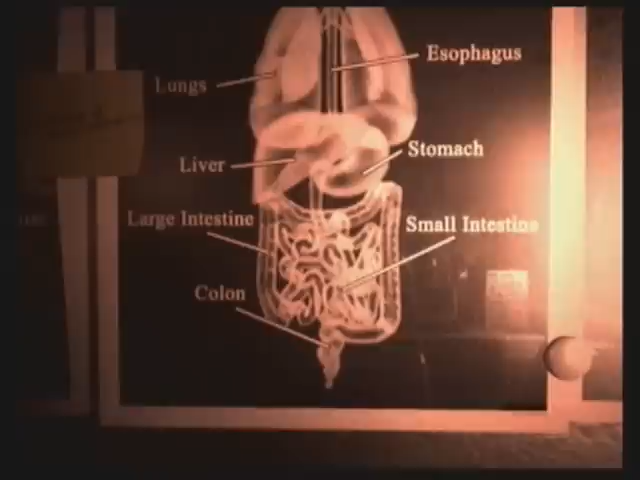 Esophagus
Lungs
Stomach
Liver
Large Intestine
Small Intestine
Colon